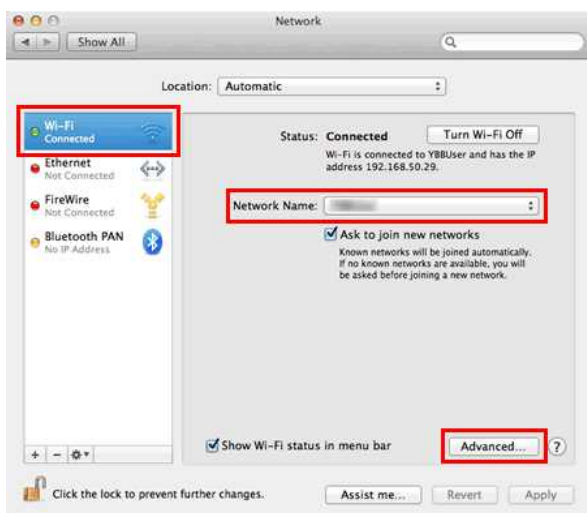 Network
Show All
Location: Automatic
Wi-Fi
Connected
Ethernet
Not Connected
FireWire
Not Connected
Bluetooth PAN
No IP Address
Status: Connected
Turn Wi-Fi Off
Wi-Fi is connected to YBBUser and has the IP
address 192.168.50.29.
Network Name:
Ask to join new networks
Known networks will be joined automatically.
If no known networks are available, you will
be asked before joining a new network.
Show Wi-Fi status in menu bar
Advanced...
?
Click the lock to prevent further changes.
Assist me...
Revert
Apply